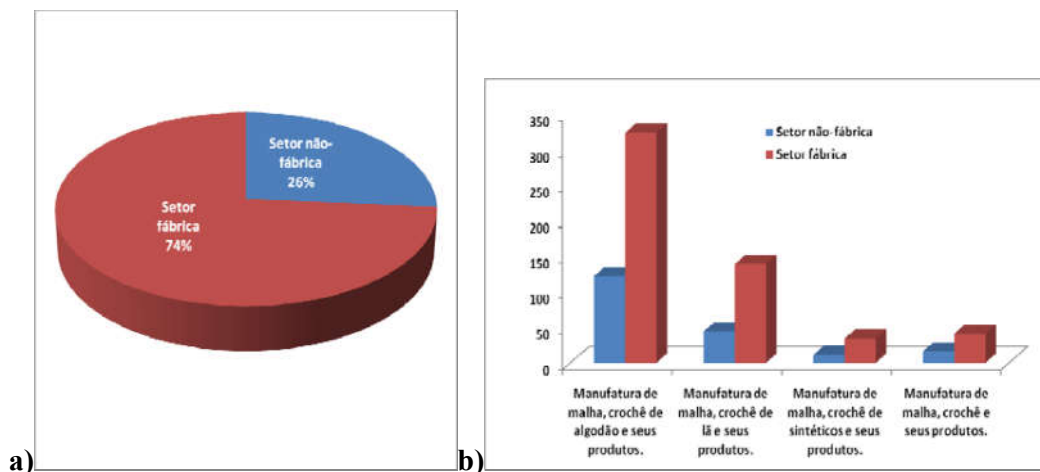 Setor não-
fábrica
26%
Setor
fábrica
74%
a)
350
300
250
200
150
100
50
0
Setor não-fábrica
Setor fábrica
Manufatura de
malha, crochê de
algodão e seus
produtos.
Manufatura de
malha, crochê de
lã e seus
produtos.
Manufatura de
malha, crochê de
sintéticos e seus
produtos.
Manufatura de
malha, crochê e
seus produtos.
b)